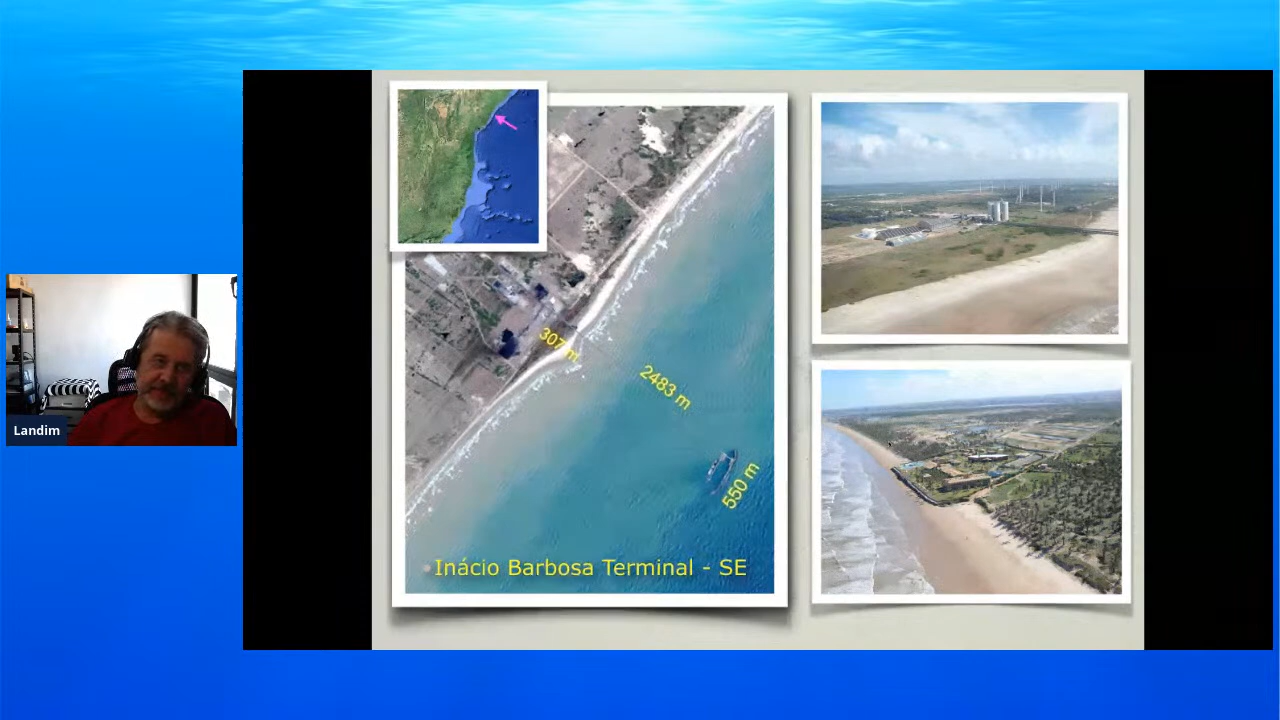 Landim
307 m
2483 m
550 m
Inácio Barbosa Terminal - SE